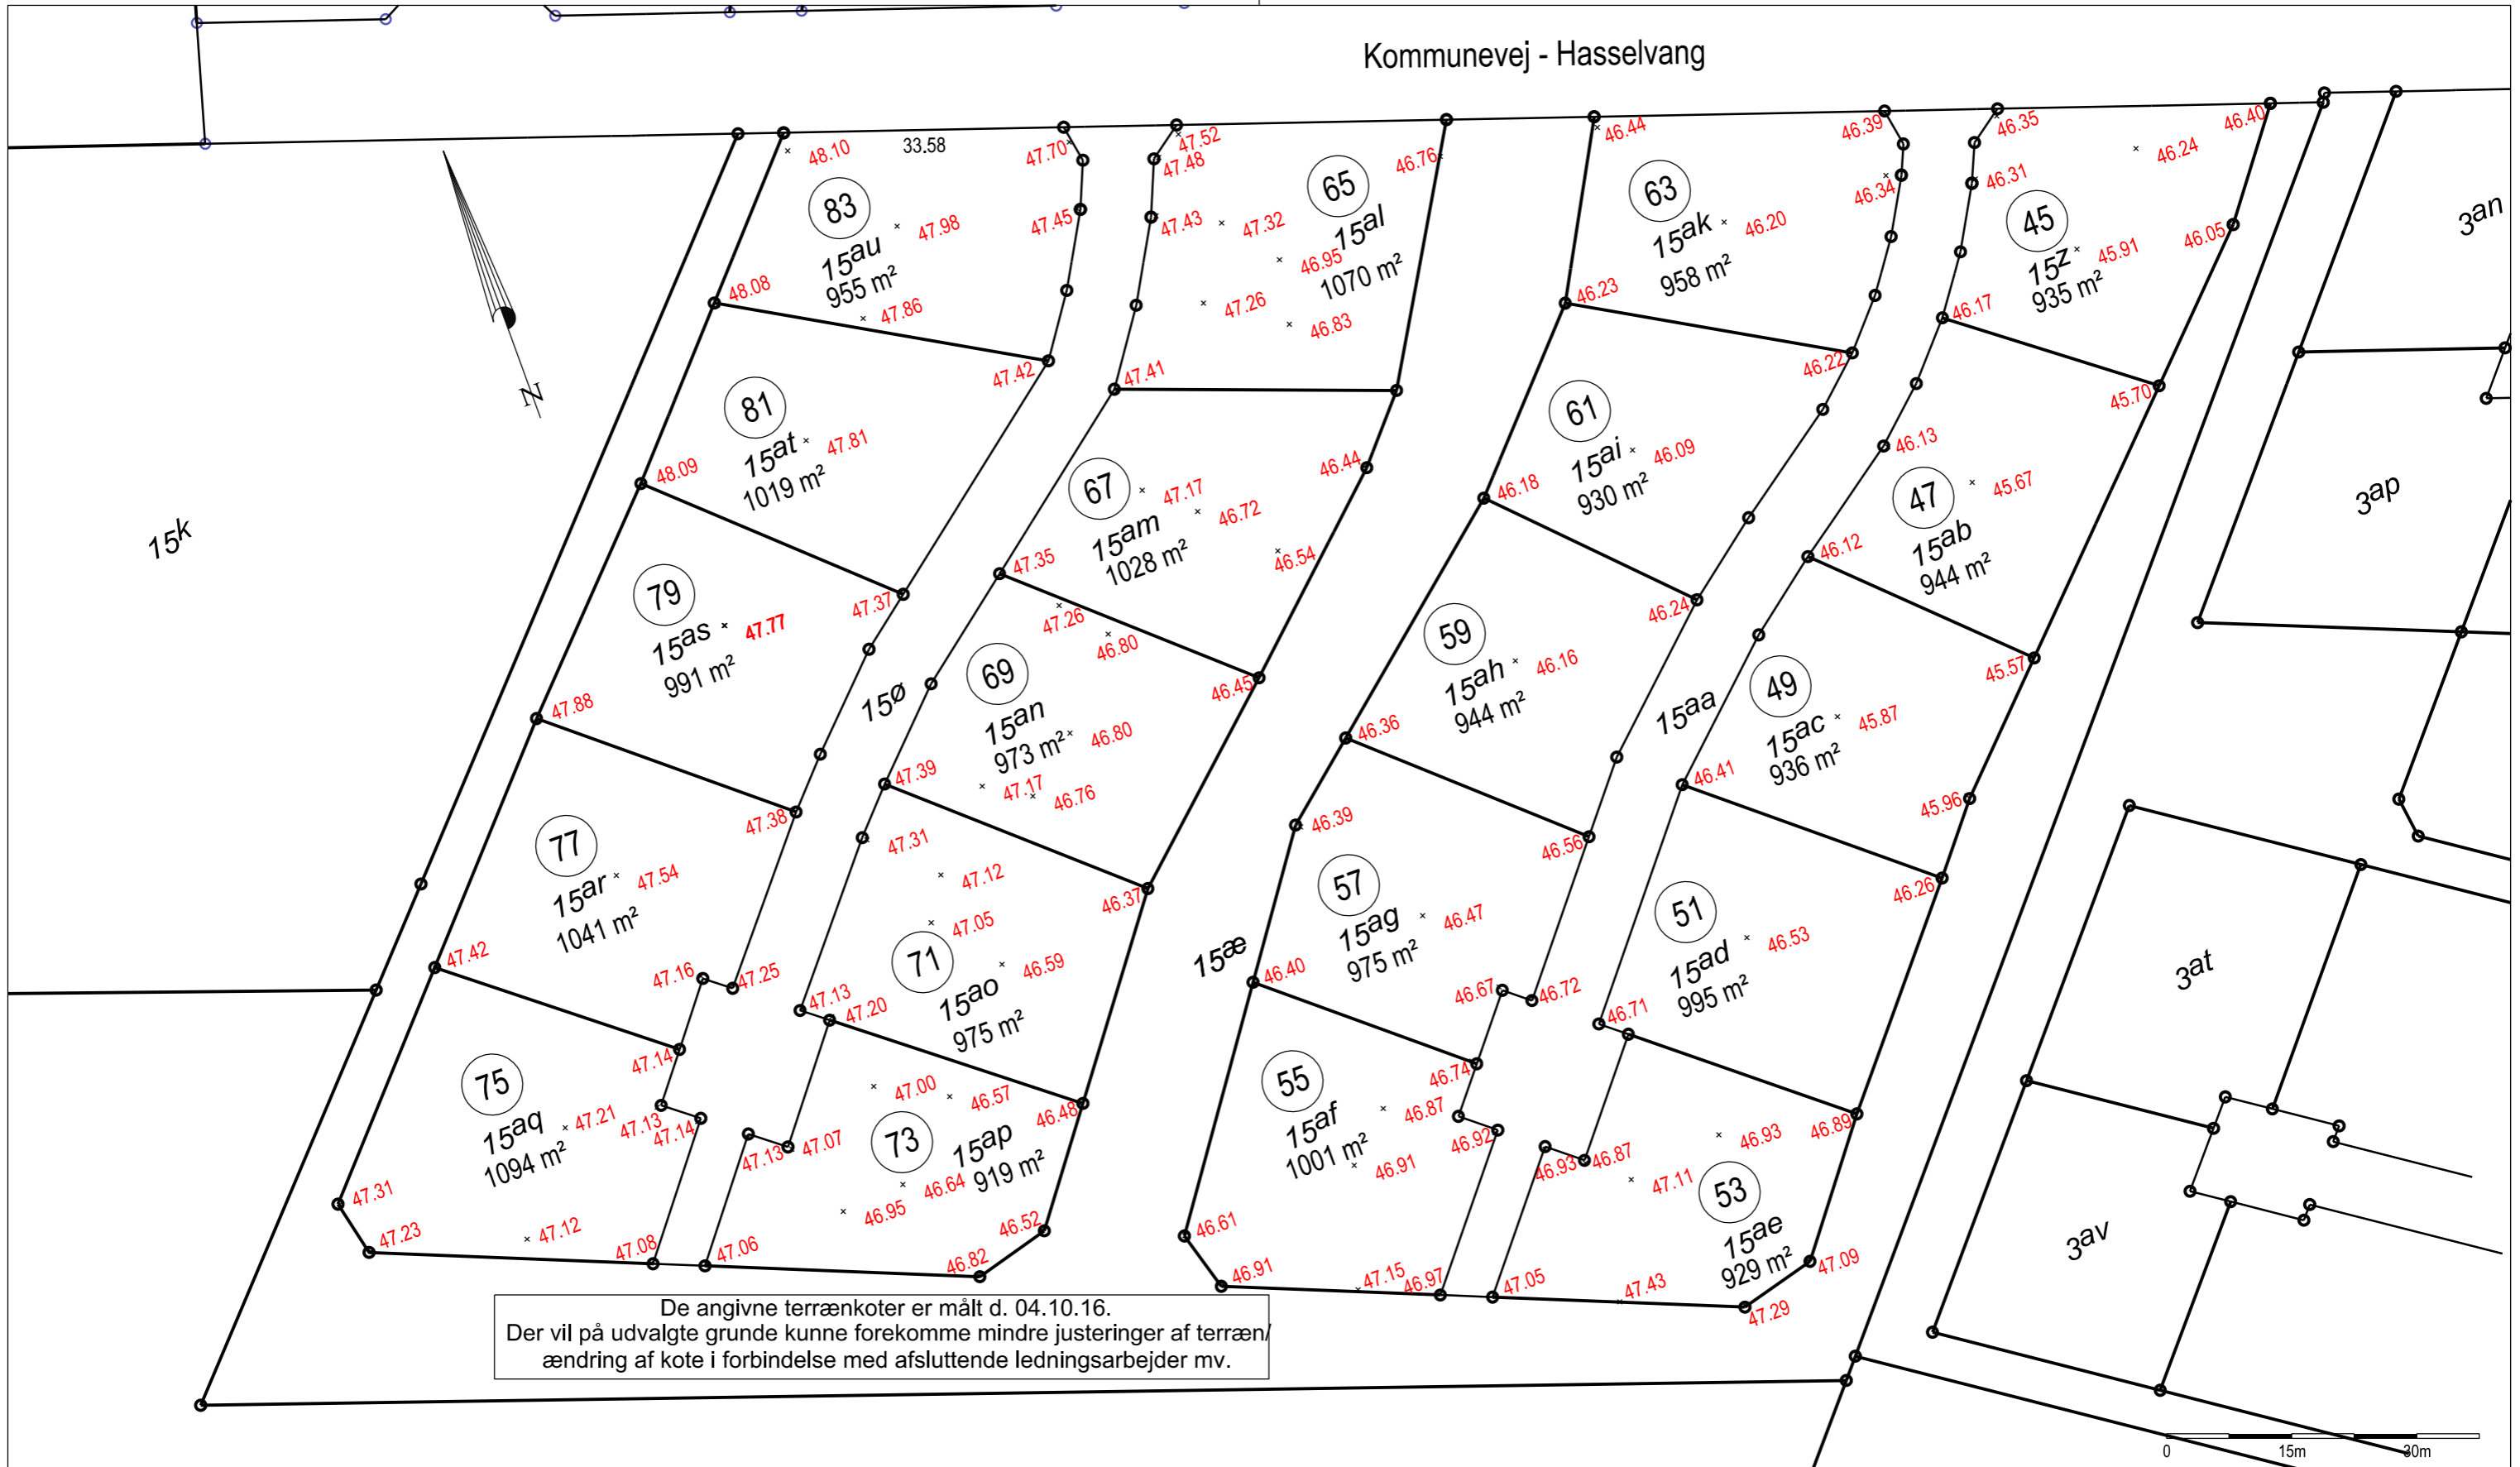 Kommunevej - Hasselvang
33.58
48.10
47.70
47.52
47.48
46.76
46.44
46.39
46.35
46.40
46.24
83
15au
955 m²
47.98
47.45
47.43
47.32
65
15al
1070 m²
46.95
47.26
46.83
63
15ak
958 m²
46.20
46.34
46.31
45
15z
935 m²
45.91
46.05
3an
48.08
47.86
47.42
47.41
46.23
46.22
46.17
45.70
81
15at
1019 m²
47.81
48.09
67
15am
1028 m²
47.17
46.72
46.44
46.54
61
15ai
930 m²
46.09
46.18
46.13
47
15ab
944 m²
45.67
3ap
15k
79
15as
991 m²
47.77
47.37
47.35
47.26
46.80
46.45
46.24
46.12
45.57
47.88
15ø
69
15an
973 m²
46.80
47.17
46.76
47.39
59
15ah
944 m²
46.16
46.36
15aa
49
15ac
936 m²
45.87
46.41
45.96
77
15ar
1041 m²
47.54
47.38
47.31
47.12
47.05
46.37
46.39
46.56
46.26
47.42
47.16
47.25
71
15ao
975 m²
46.59
47.13
47.20
15æ
57
15ag
975 m²
46.47
46.40
46.67
46.72
51
15ad
995 m²
46.53
46.71
3at
75
15aq
1094 m²
47.21
47.14
47.13
47.14
47.00
46.57
46.48
73
15ap
919 m²
47.13
47.07
46.64
46.95
55
15af
1001 m²
46.74
46.87
46.92
46.91
46.93
46.87
46.93
46.89
47.11
53
15ae
929 m²
3av
47.31
47.23
47.12
47.08
47.06
46.82
46.52
46.61
46.91
47.15
46.97
47.05
47.43
47.29
47.09
N
De angivne terrænkoter er målt d. 04.10.16.
Der vil på udvalgte grunde kunne forekomme mindre justeringer af terræn/
ændring af kote i forbindelse med afsluttende ledningsarbejder mv.
0 15m 30m